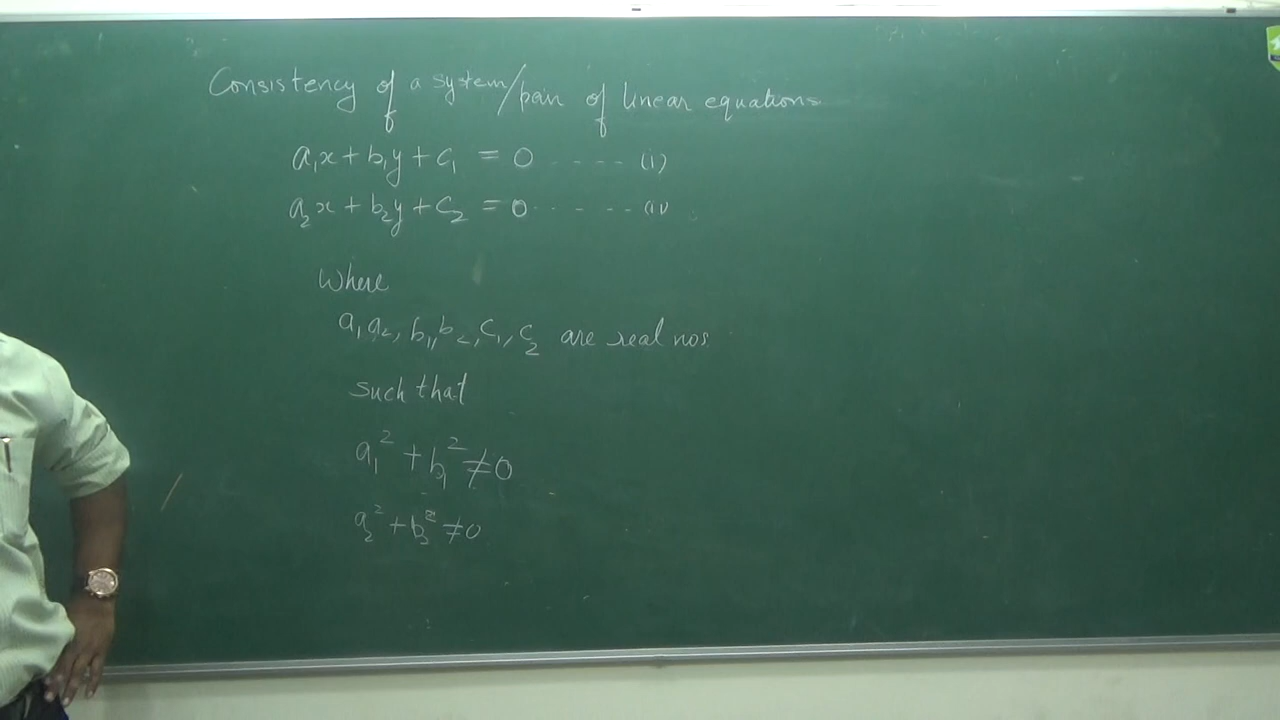 Consistency of a system/pair of linear equations
a₁x + b₁y + c₁ = 0 ---- (i)
a₂x + b₂y + c₂ = 0 ------ (ii)
Where
a₁, a₂, b₁, b₂, c₁, c₂ are real nos
such that
a₁² + b₁² ≠ 0
a₂² + b₂² ≠ 0